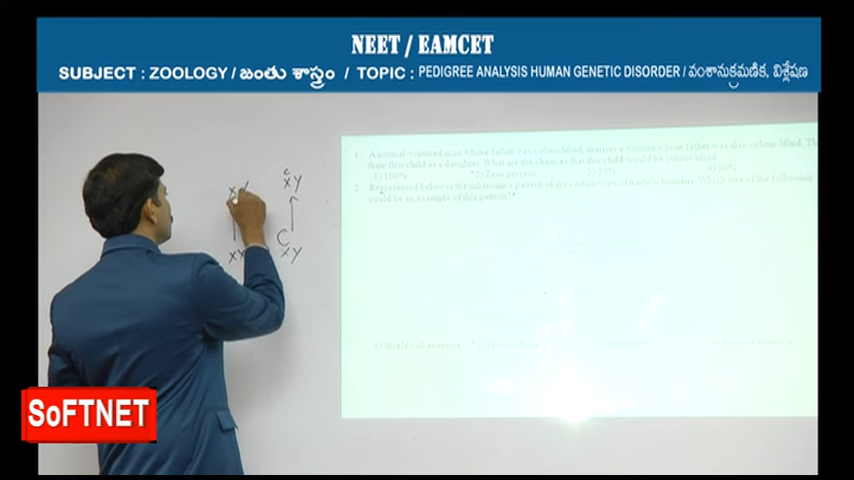 NEET / EAMCET
SUBJECT : ZOOLOGY / జంతు శాస్త్రం / TOPIC : PEDIGREE ANALYSIS HUMAN GENETIC DISORDER / వంశానుక్రమణిక, విశ్లేషణ
1. A normal-visioned man whose father was colour-blind, marries a women whose father was also colour-blind. Th
their first child as a daughter. What are the chances that this child would be colour-blind
1) 100% *2) Zero percent 3) 25% 4) 50%
2. Represented below is the inheritance pattern of the certain type of traits in humans. Which one of the following
could be an example of this pattern?
1) Sickle cell anaemia
c
X Y X Y
C
X Y X Y
SoFTNET